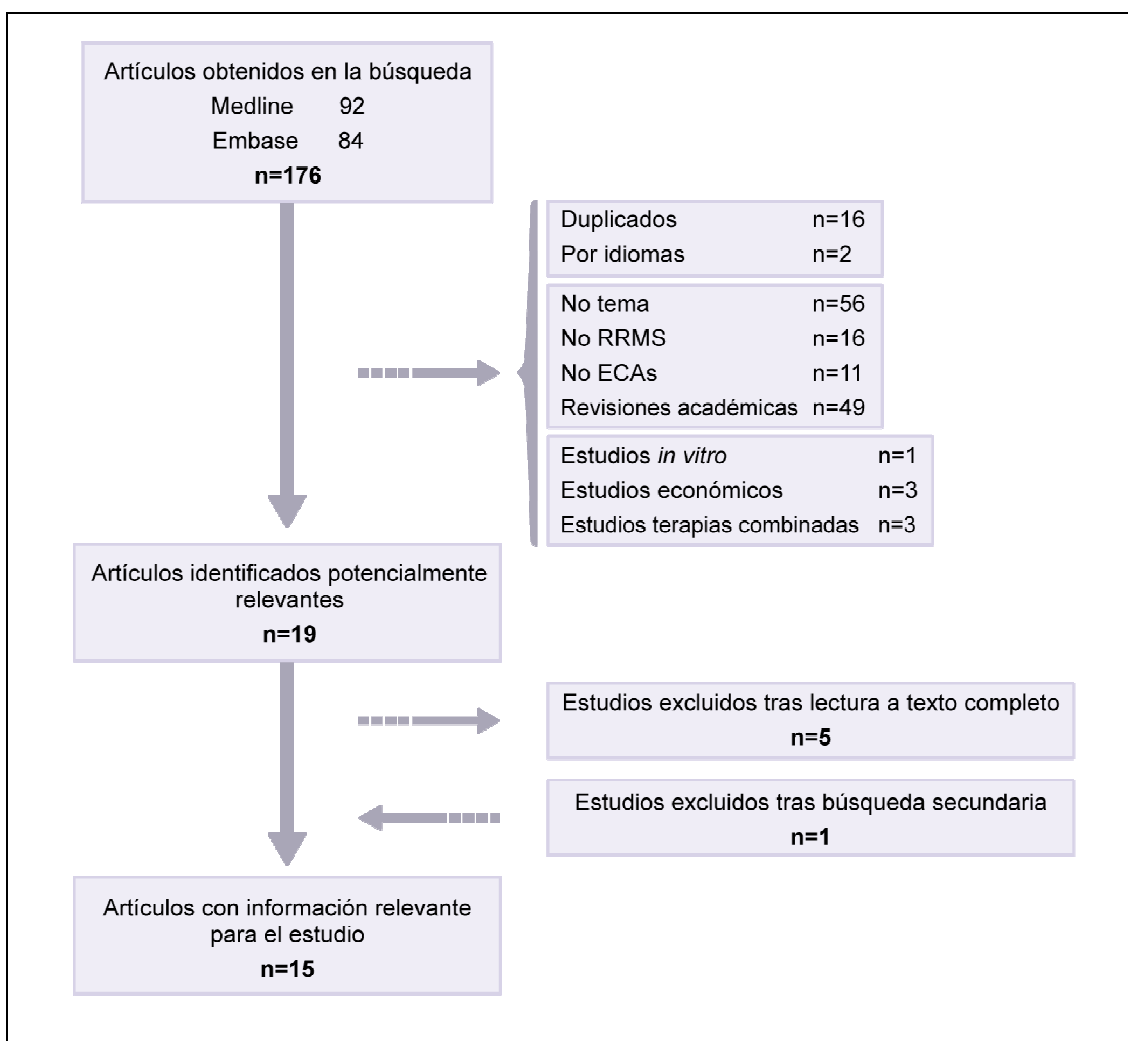 Artículos obtenidos en la búsqueda
Medline 92
Embase 84
n=176
Duplicados n=16
Por idiomas n=2
No tema n=56
No RRMS n=16
No ECAs n=11
Revisiones académicas n=49
Estudios in vitro n=1
Estudios económicos n=3
Estudios terapias combinadas n=3
Artículos identificados potencialmente
relevantes
n=19
Estudios excluidos tras lectura a texto completo
n=5
Estudios excluidos tras búsqueda secundaria
n=1
Artículos con información relevante
para el estudio
n=15